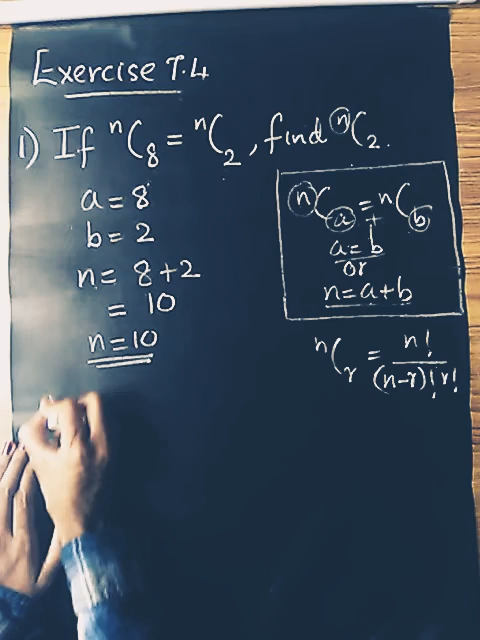 Exercise 7.4
1) If ⁿC₈ = ⁿC₂, find ⁿC₂.
a = 8
b = 2
n = 8+2
= 10
n = 10
ⁿCₐ = ⁿC_b
a = b
or
n = a+b
ⁿCᵣ = n! / (n-r)! r!